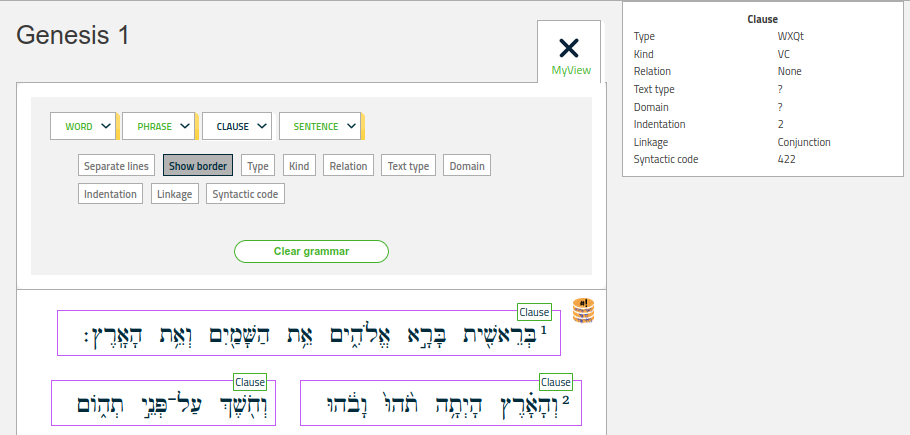 Genesis 1
MyView
WORD PHRASE CLAUSE SENTENCE
Separate lines Show border Type Kind Relation Text type Domain
Indentation Linkage Syntactic code
Clear grammar
Clause
#!
1 בְּרֵאשִׁ֖ית בָּרָ֣א אֱלֹהִ֑ים אֵ֥ת הַשָּׁמַ֖יִם וְאֵ֥ת הָאָֽרֶץ׃
Clause Clause
2 וְהָאָ֗רֶץ הָיְתָ֥ה תֹ֙הוּ֙ וָבֹ֔הוּ וְחֹ֖שֶׁךְ עַל־פְּנֵ֣י תְהֹ֑ום
Clause
Type WXQt
Kind VC
Relation None
Text type ?
Domain ?
Indentation 2
Linkage Conjunction
Syntactic code 422